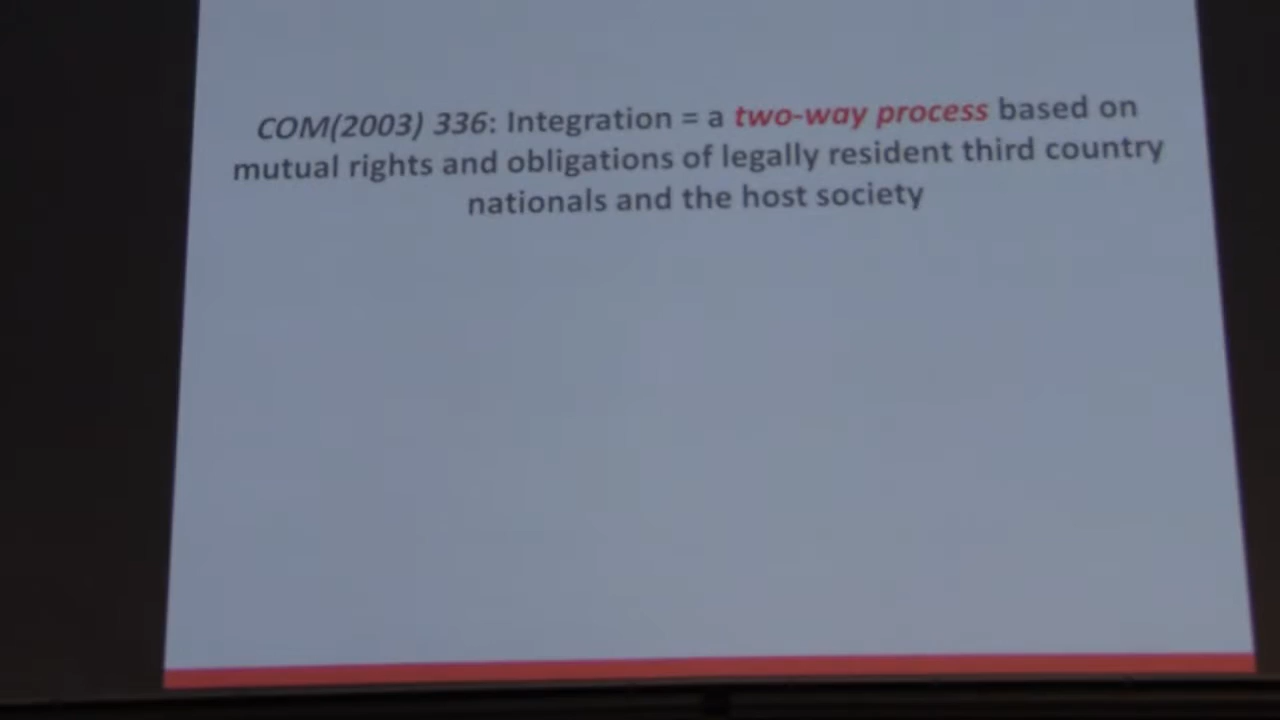 COM(2003) 336: Integration = a two-way process based on
mutual rights and obligations of legally resident third country
nationals and the host society